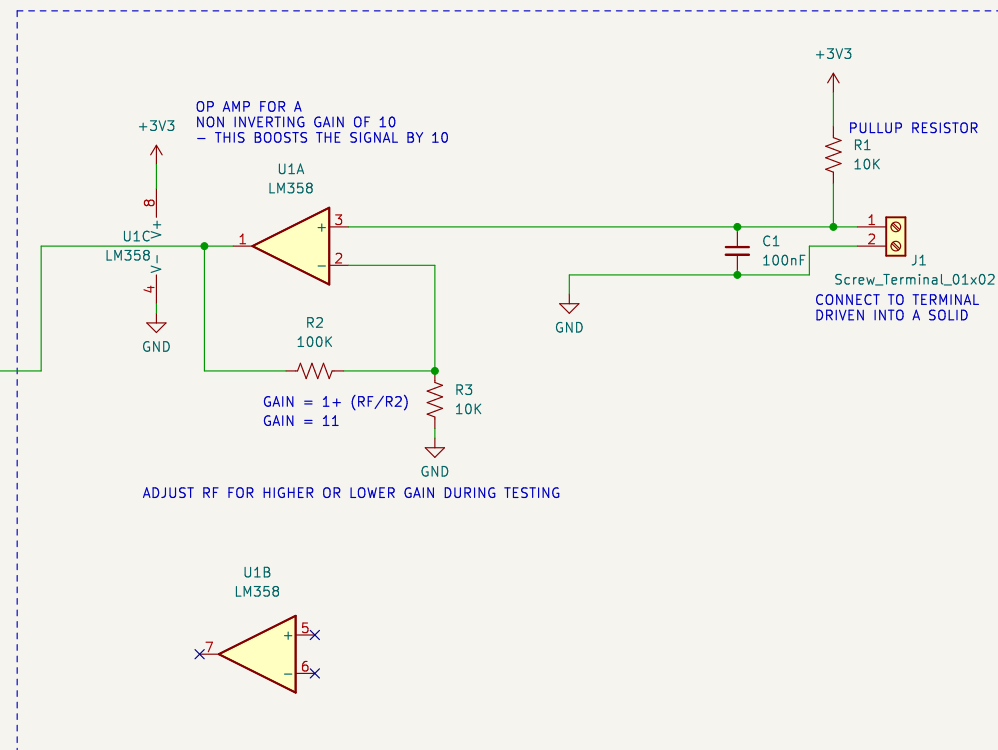 +3V3
PULLUP RESISTOR
R1
10K
OP AMP FOR A
NON INVERTING GAIN OF 10
- THIS BOOSTS THE SIGNAL BY 10
+3V3
U1A
LM358
8
V+
U1C
LM358
V-
4
GND
1
+
3
-
2
C1
100nF
1
2
J1
Screw_Terminal_01x02
CONNECT TO TERMINAL
DRIVEN INTO A SOLID
GND
R2
100K
GAIN = 1+ (RF/R2)
GAIN = 11
R3
10K
GND
ADJUST RF FOR HIGHER OR LOWER GAIN DURING TESTING
U1B
LM358
7
+
5
-
6